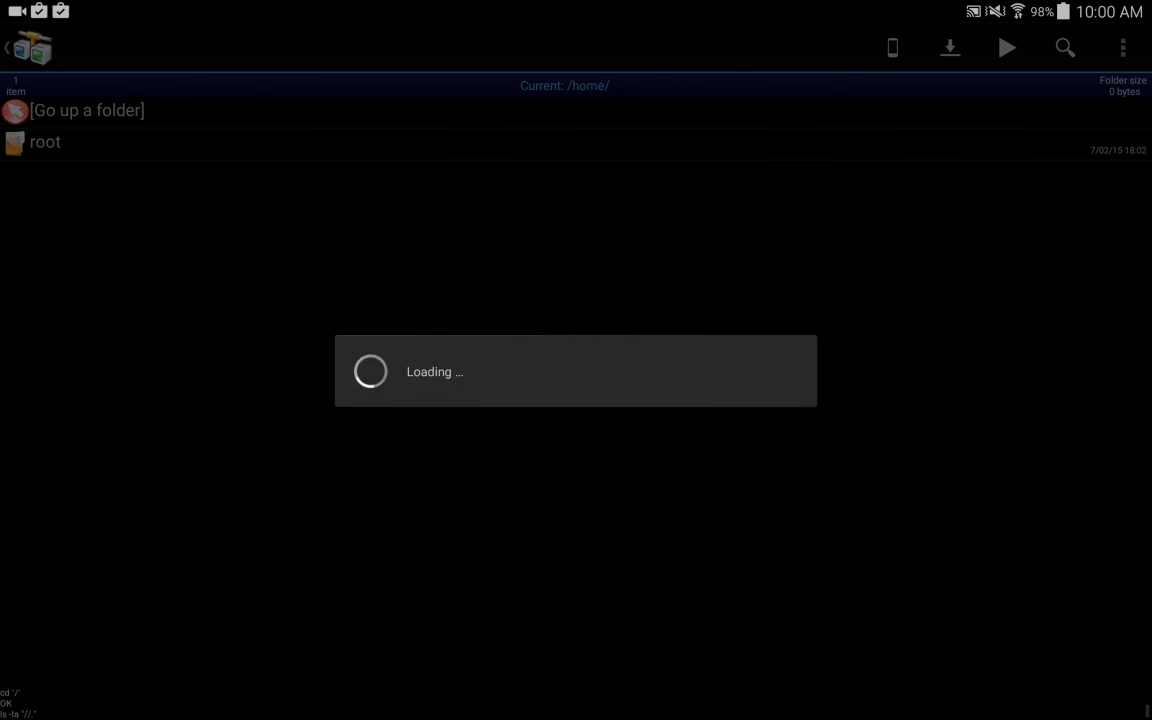 98% 10:00 AM
1
item
Current: /home/
Folder size
0 bytes
[Go up a folder]
root
7/02/15 18:02
Loading ...
cd "/"
OK
ls -la "//."